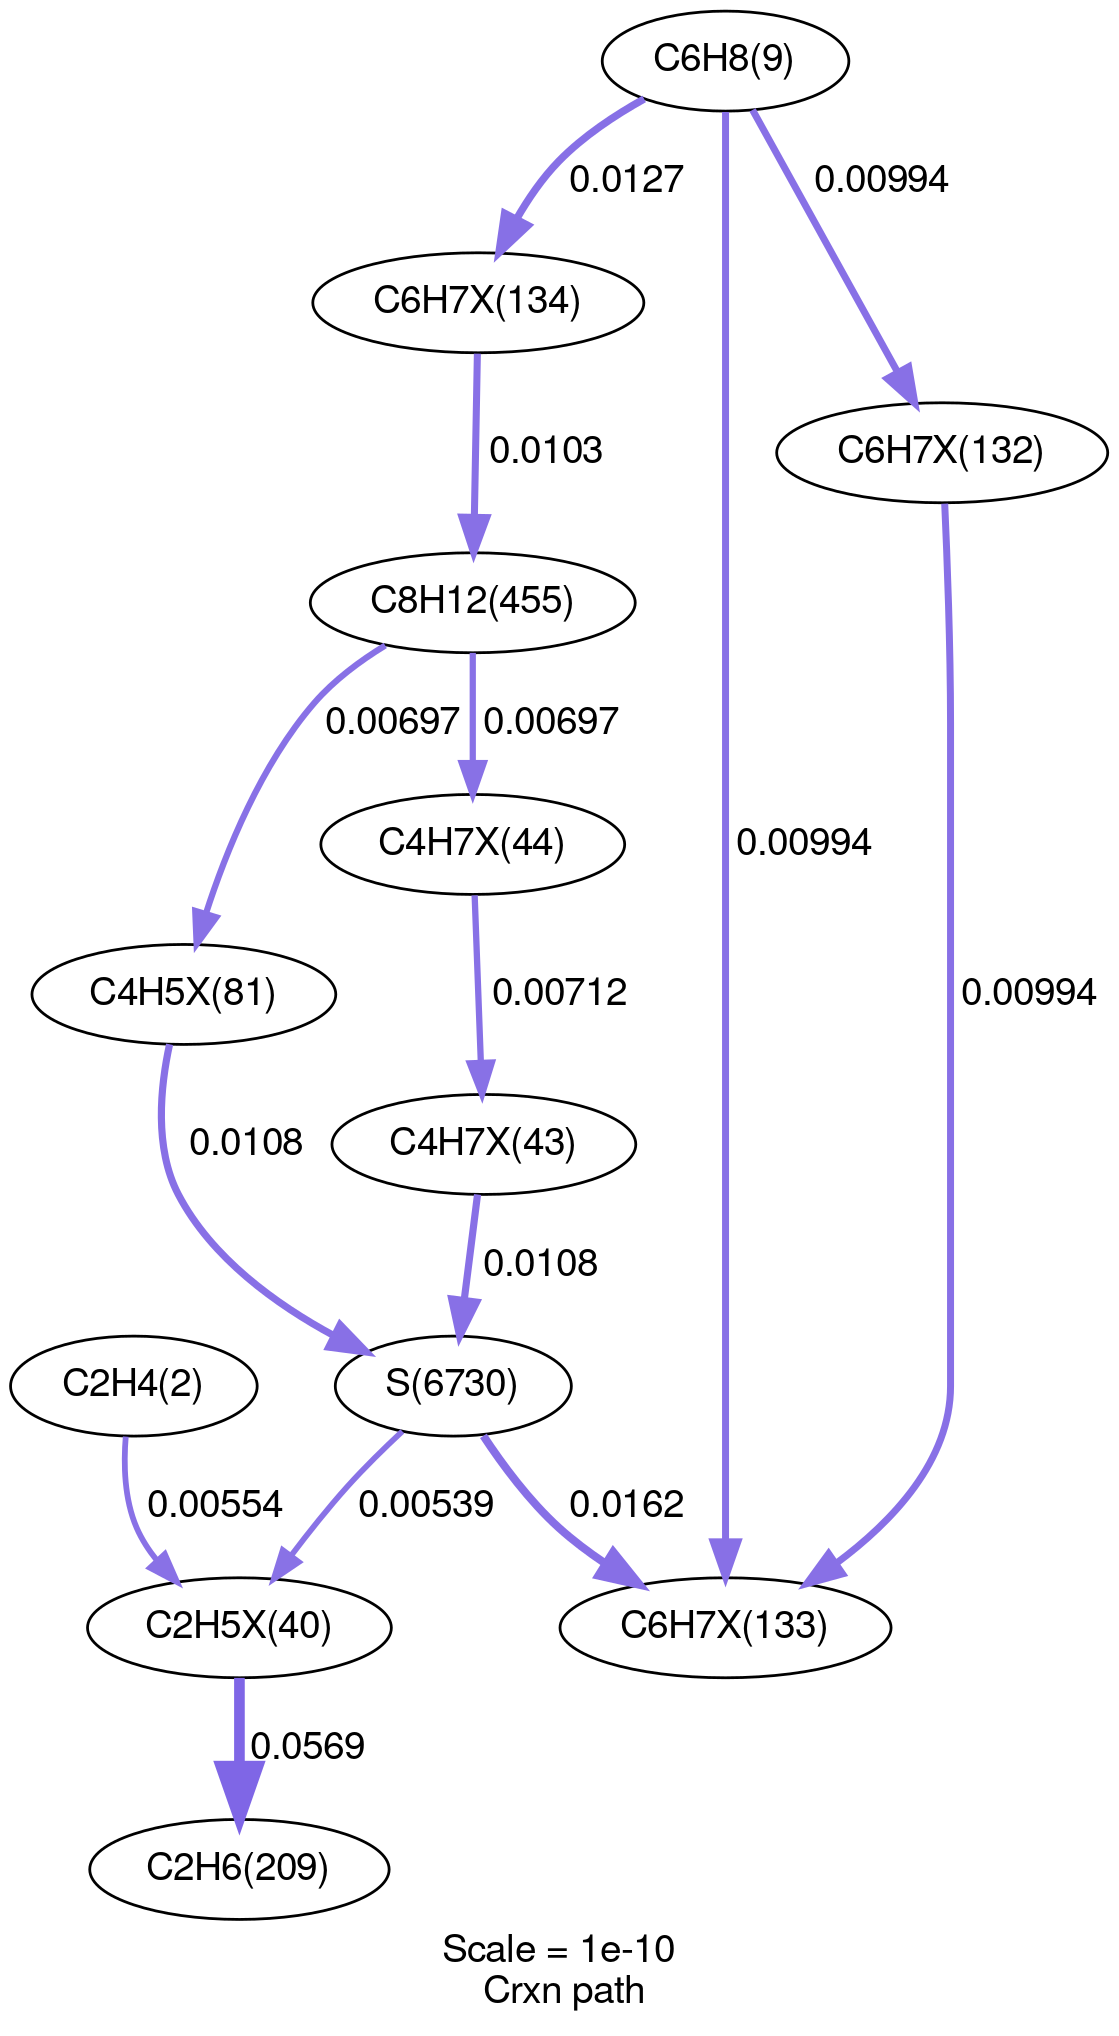 C6H8(9)
0.0127
0.00994
C6H7X(134)
0.0103
C6H7X(132)
C8H12(455)
0.00697
0.00697
C4H7X(44)
0.00994
C4H5X(81)
0.00712
0.00994
0.0108
C4H7X(43)
0.0108
C2H4(2)
S(6730)
0.00554
0.00539
0.0162
C2H5X(40)
C6H7X(133)
0.0569
C2H6(209)
Scale = 1e-10
Crxn path